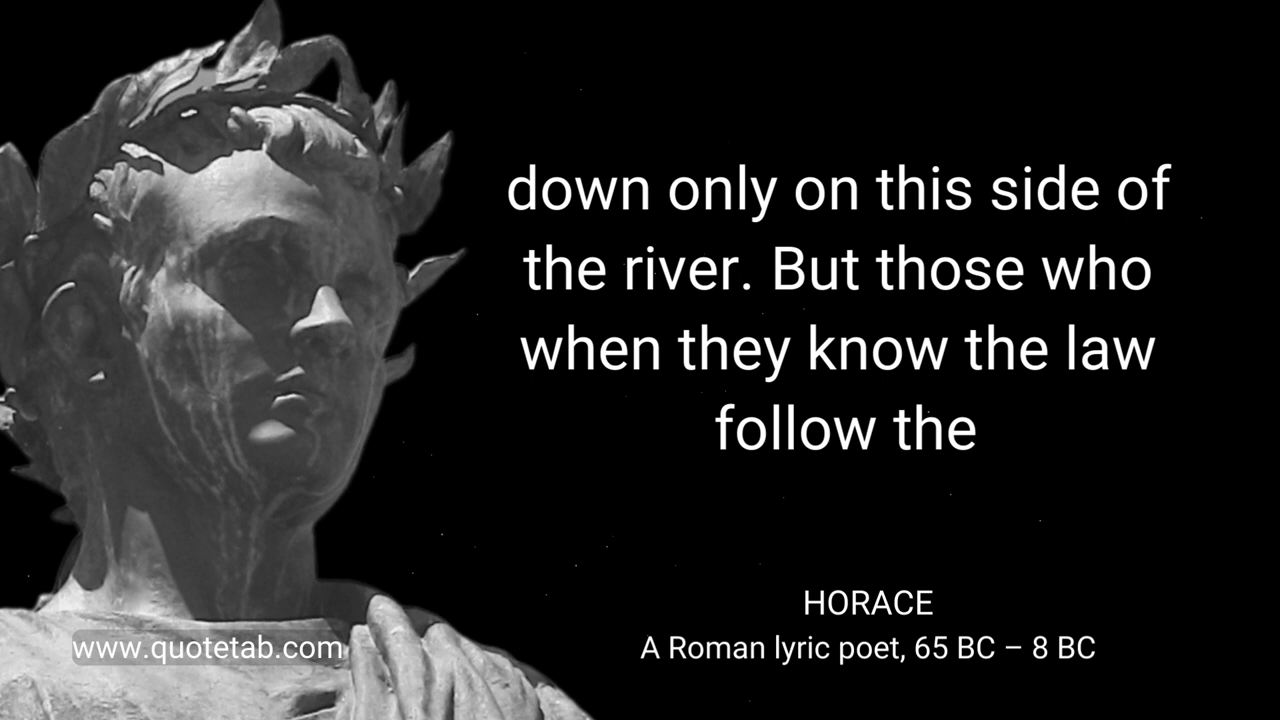 down only on this side of
the river. But those who
when they know the law
follow the
HORACE
A Roman lyric poet, 65 BC – 8 BC
www.quotetab.com